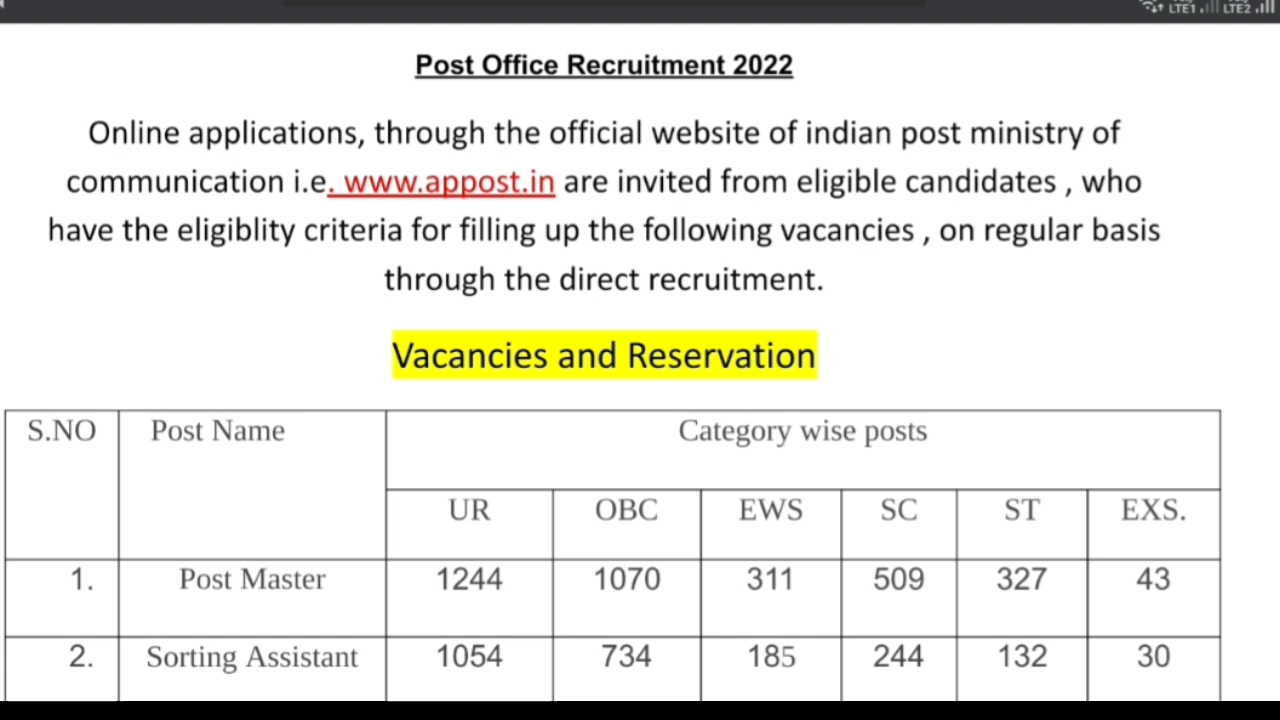 LTE1 LTE2
Post Office Recruitment 2022
Online applications, through the official website of indian post ministry of
communication i.e. www.appost.in are invited from eligible candidates , who
have the eligiblity criteria for filling up the following vacancies , on regular basis
through the direct recruitment.
Vacancies and Reservation
S.NO Post Name Category wise posts
UR OBC EWS SC ST EXS.
1. Post Master 1244 1070 311 509 327 43
2. Sorting Assistant 1054 734 185 244 132 30